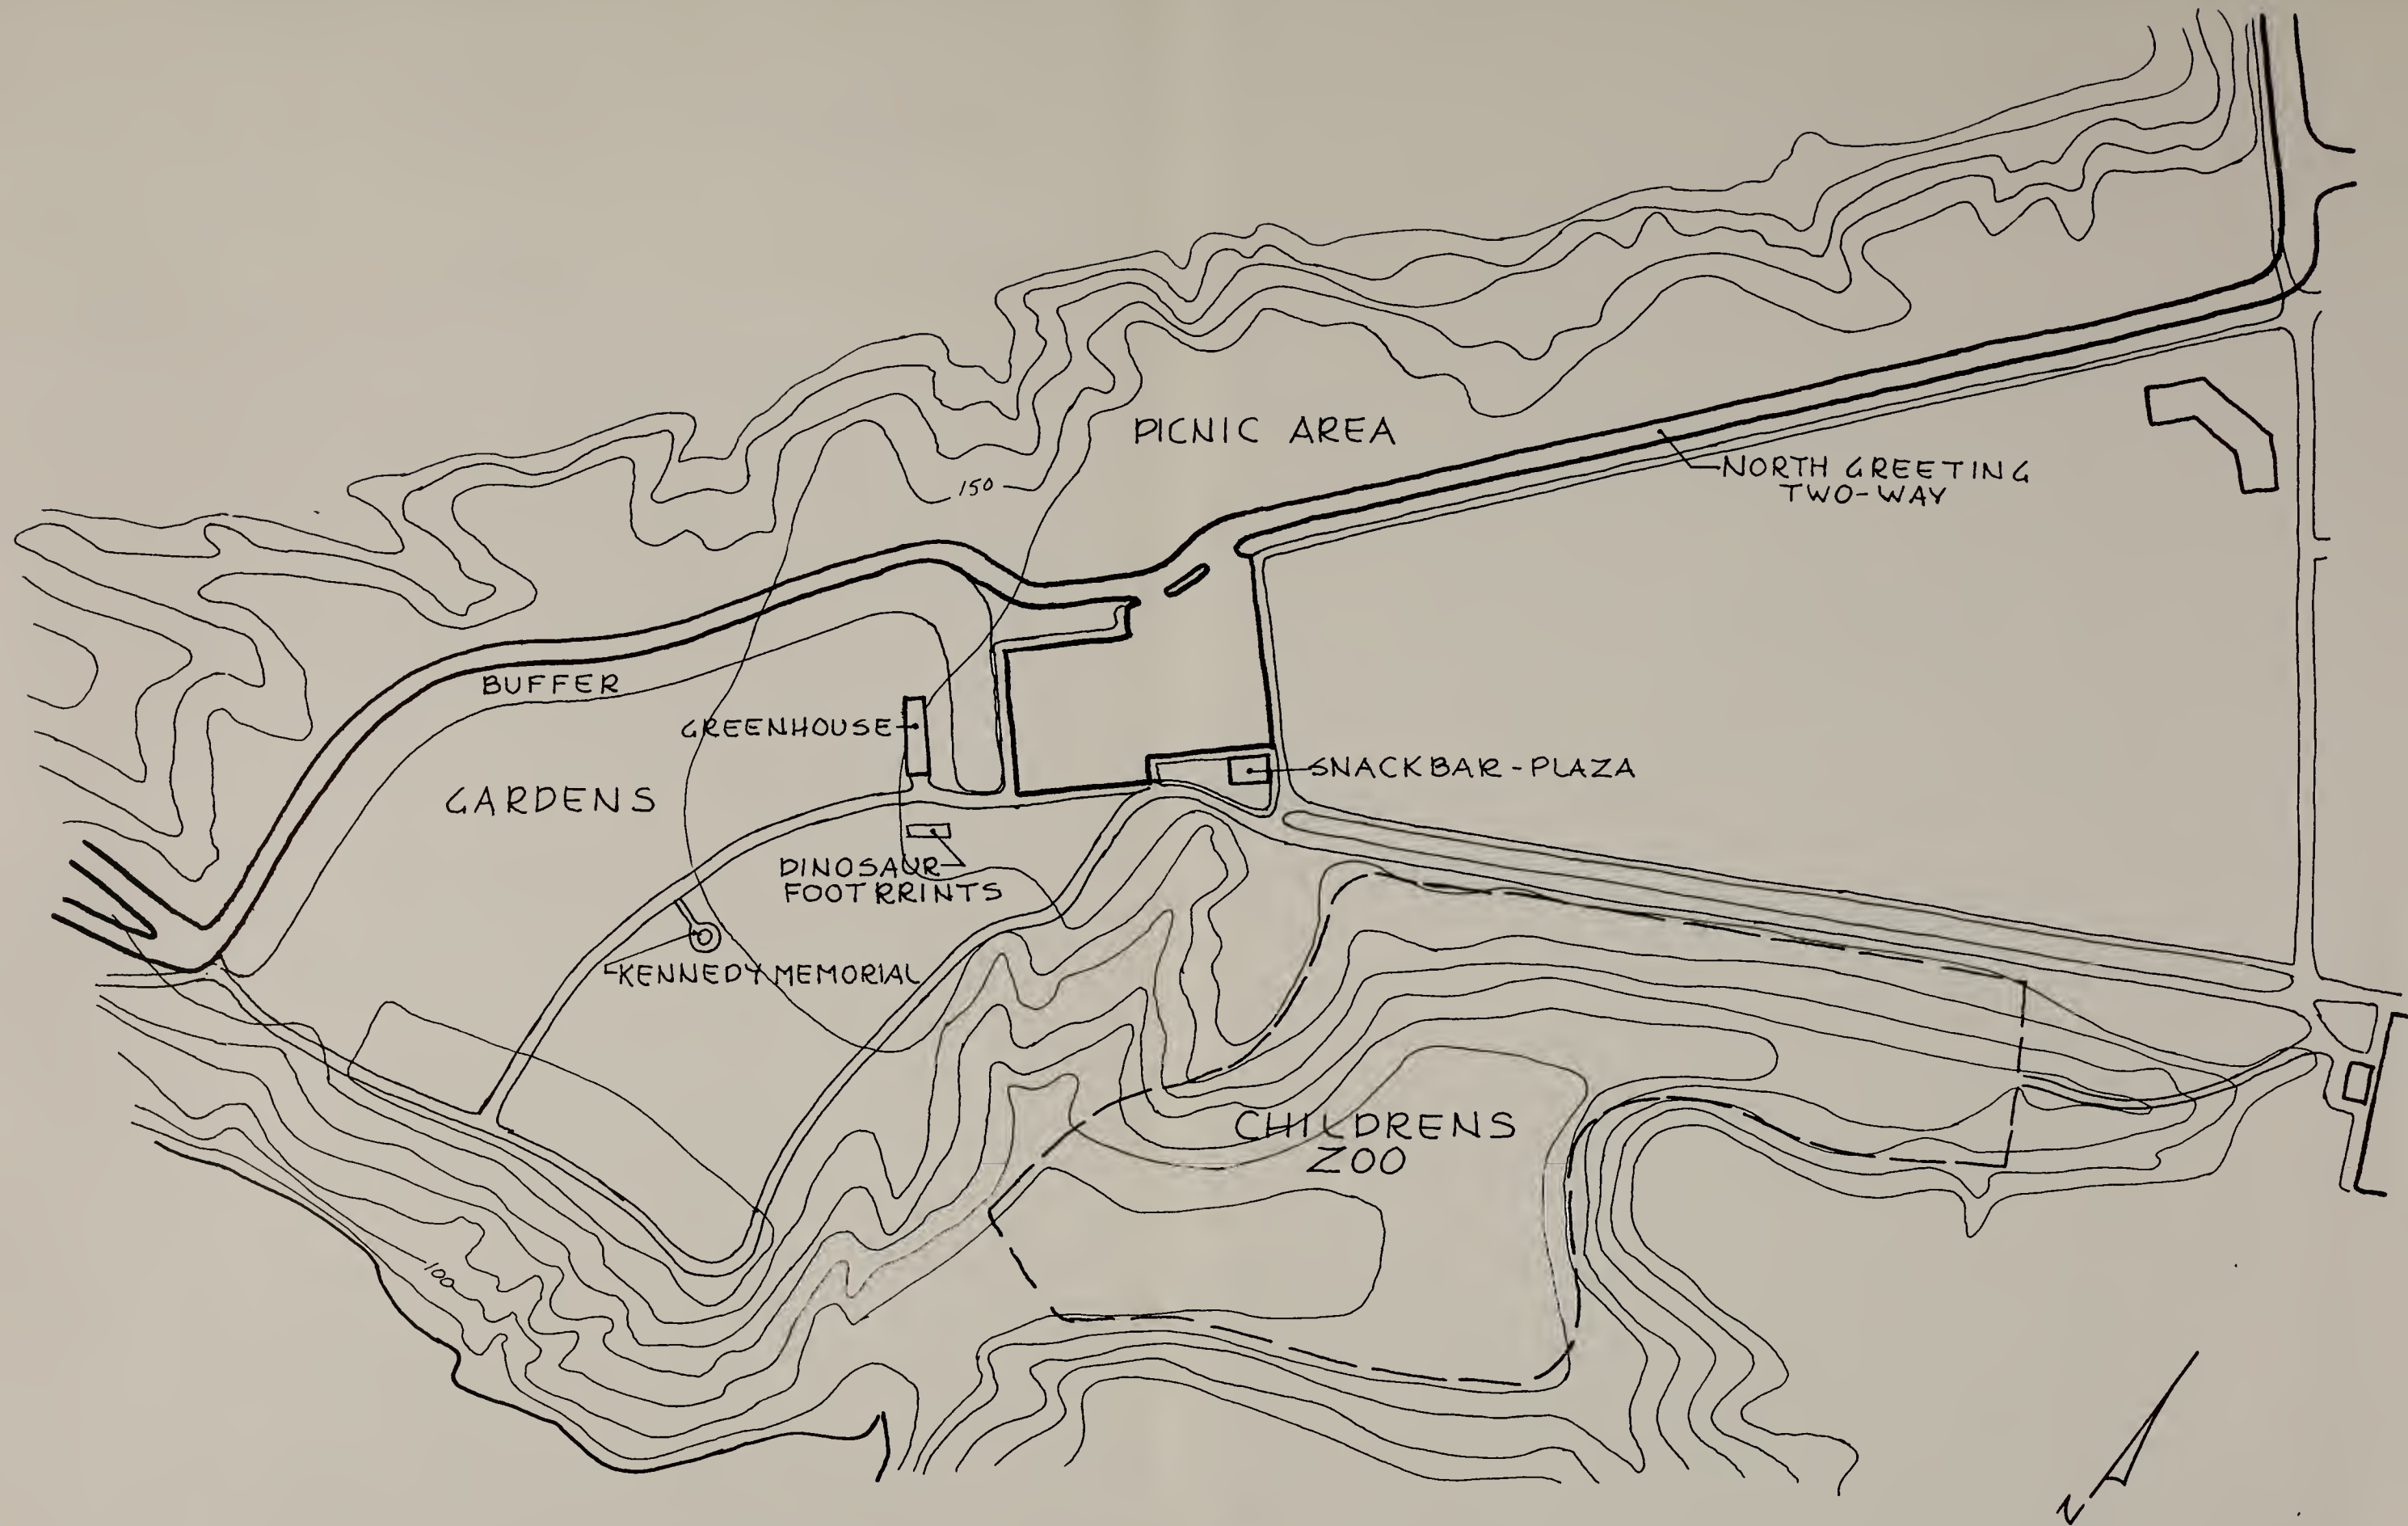 PICNIC AREA
NORTH GREETING
TWO-WAY
150
BUFFER
GREENHOUSE
SNACKBAR-PLAZA
GARDENS
DINOSAUR
FOOTRRINTS
KENNEDY MEMORIAL
CHILDRENS
ZOO
100
N